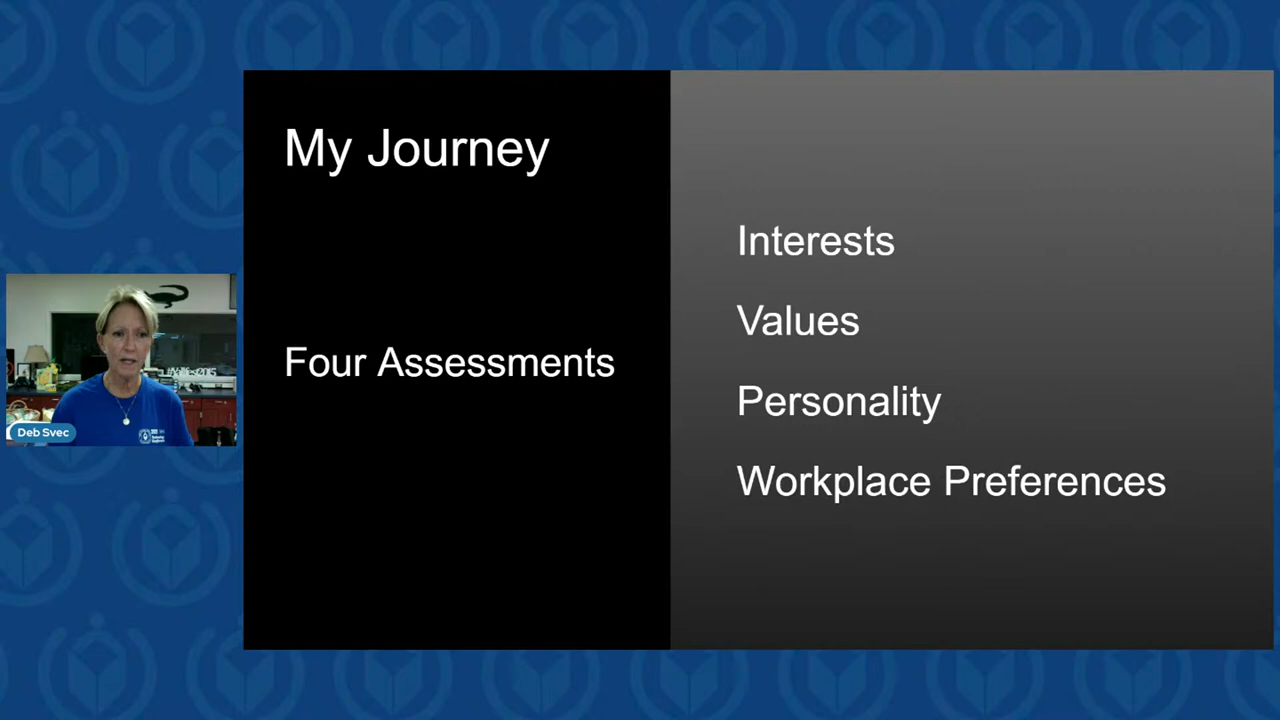 My Journey
Four Assessments
Interests
Values
Personality
Workplace Preferences
Deb Svec